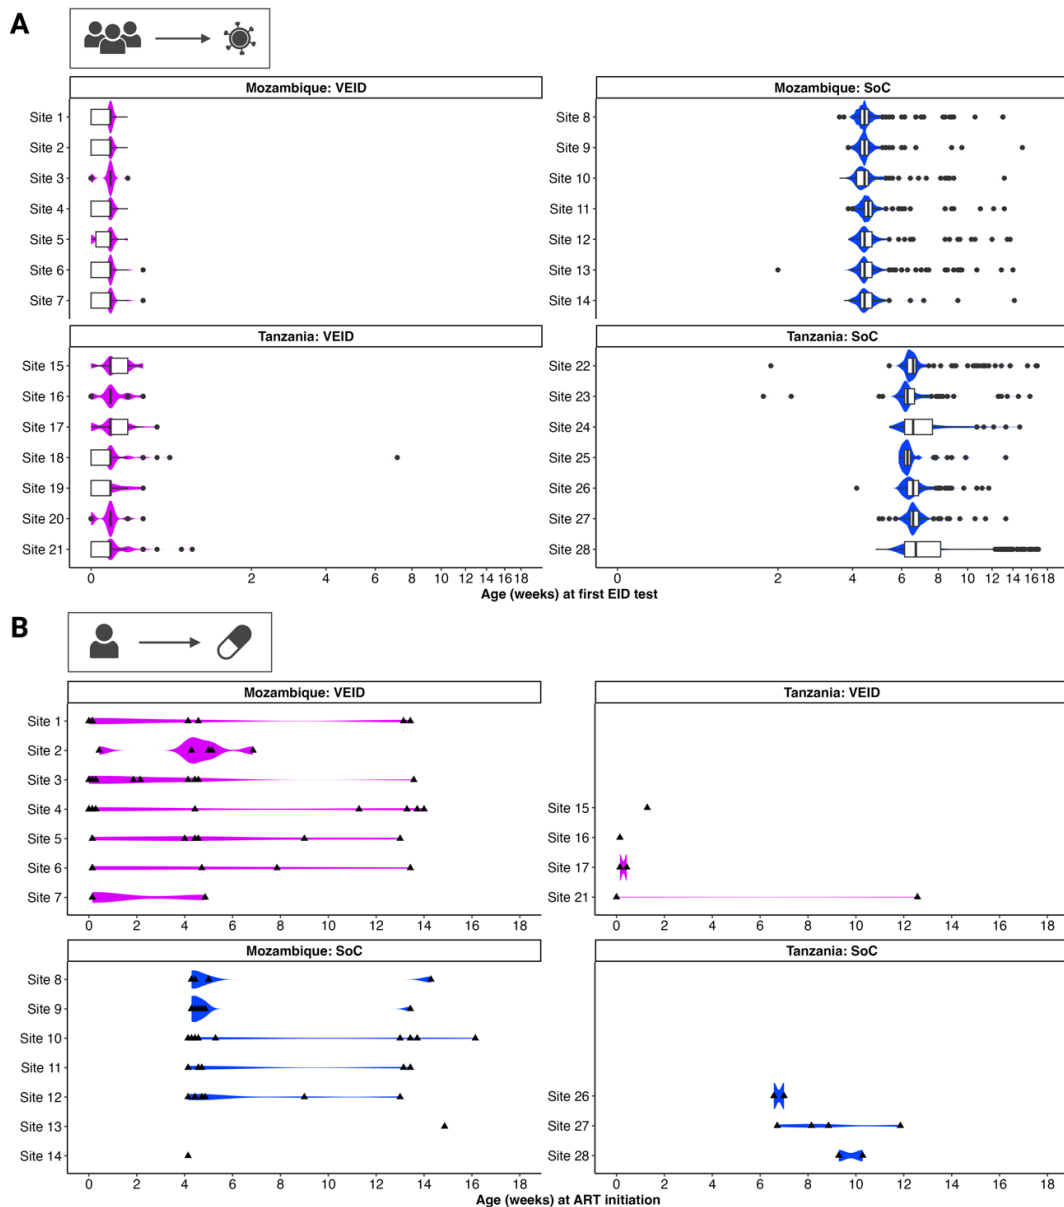 A
Mozambique: VEID
Site 1
Site 2
Site 3
Site 4
Site 5
Site 6
Site 7
Mozambique: SoC
Site 8
Site 9
Site 10
Site 11
Site 12
Site 13
Site 14
Tanzania: VEID
Site 15
Site 16
Site 17
Site 18
Site 19
Site 20
Site 21
0 2 4 6 8 10 12 14 16 18
Tanzania: SoC
Site 22
Site 23
Site 24
Site 25
Site 26
Site 27
Site 28
0 2 4 6 8 10 12 14 16 18
Age (weeks) at first EID test
B
Mozambique: VEID
Site 1
Site 2
Site 3
Site 4
Site 5
Site 6
Site 7
0 2 4 6 8 10 12 14 16 18
Tanzania: VEID
Site 15
Site 16
Site 17
Site 21
0 2 4 6 8 10 12 14 16 18
Mozambique: SoC
Site 8
Site 9
Site 10
Site 11
Site 12
Site 13
Site 14
0 2 4 6 8 10 12 14 16 18
Tanzania: SoC
Site 26
Site 27
Site 28
0 2 4 6 8 10 12 14 16 18
Age (weeks) at ART initiation